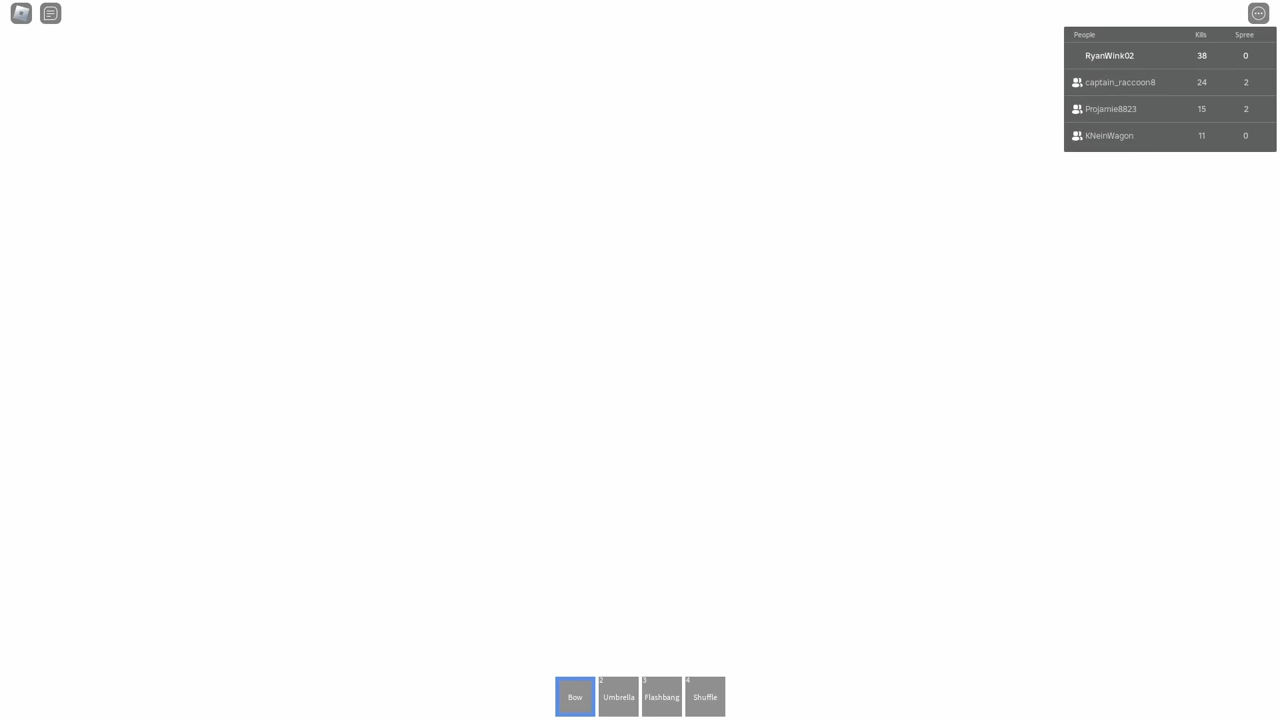 People Kills Spree
RyanWink02 38 0
captain_raccoon8 24 2
Projamie8823 15 2
KNeinWagon 11 0
Bow
2 Umbrella
3 Flashbang
4 Shuffle